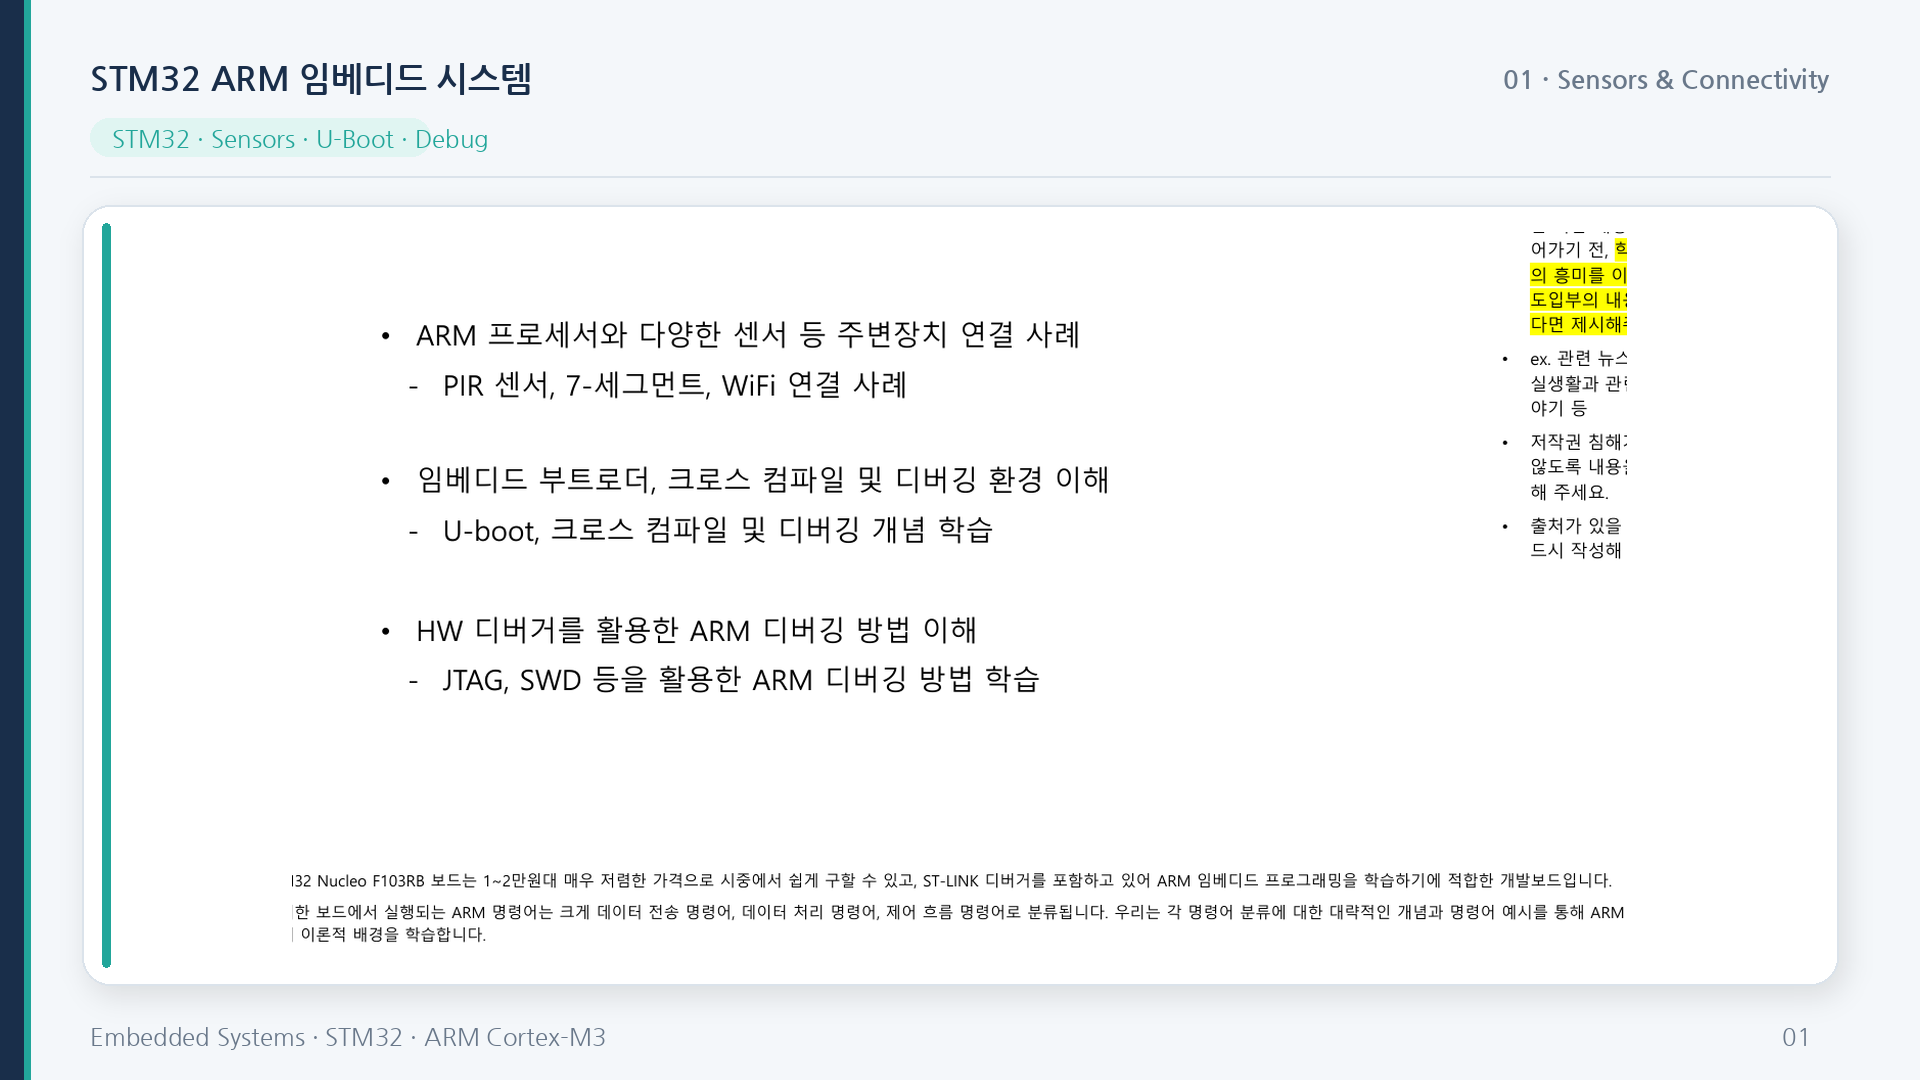 STM32 ARM 임베디드 시스템
01 · Sensors & Connectivity
STM32 · Sensors · U-Boot · Debug
• ARM 프로세서와 다양한 센서 등 주변장치 연결 사례
- PIR 센서, 7-세그먼트, WiFi 연결 사례
• 임베디드 부트로더, 크로스 컴파일 및 디버깅 환경 이해
- U-boot, 크로스 컴파일 및 디버깅 개념 학습
• HW 디버거를 활용한 ARM 디버깅 방법 이해
- JTAG, SWD 등을 활용한 ARM 디버깅 방법 학습
어가기 전,
의 흥미를 이
도입부의
다면
• ex. 관련
실생활과
야기 등
• 저작권
않도록
해 주세요.
• 출처가 있을
드시 작성해
32 Nucleo F103RB 보드는 1~2만원대 매우 저렴한 가격으로 시중에서 쉽게 구할 수 있고, ST-LINK 디버거를 포함하고 있어 ARM 임베디드 프로그래밍을 학습하기에 적합한 개발보드입니다.
한 보드에서 실행되는 ARM 명령어는 크게 데이터 전송 명령어, 데이터 처리 명령어, 제어 흐름 명령어로 분류됩니다. 우리는 각 명령어 분류에 대한 대략적인 개념과 명령어 예시를 통해 ARM
이론적 배경을 학습합니다.
Embedded Systems · STM32 · ARM Cortex-M3
01